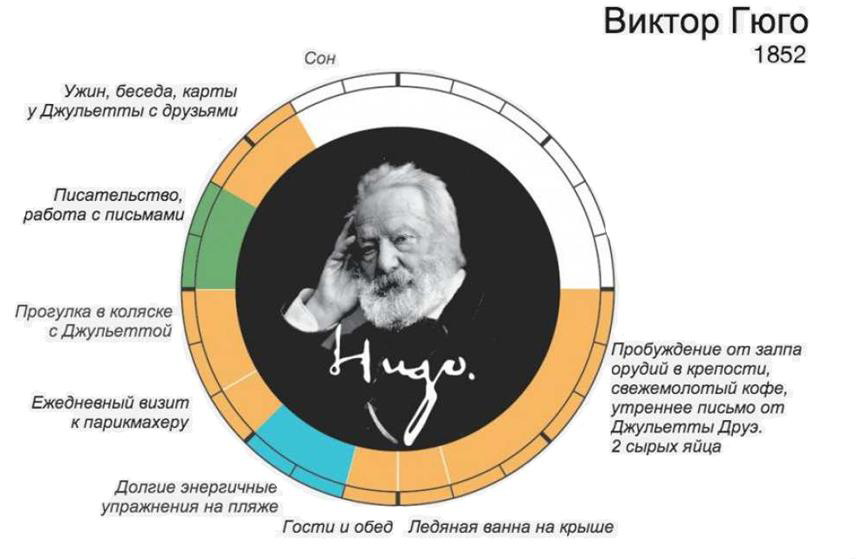 Виктор Гюго
1852
Сон
Ужин, беседа, карты
у Джульетты с друзьями
Писательство,
работа с письмами
Прогулка в коляске
с Джульеттой
Ежедневный визит
к парикмахеру
Долгие энергичные
упражнения на пляже
Гости и обед
Ледяная ванна на крыше
Пробуждение от залпа
орудий в крепости,
свежемолотый кофе,
утреннее письмо от
Джульетты Друэ.
2 сырых яйца
Hugo.